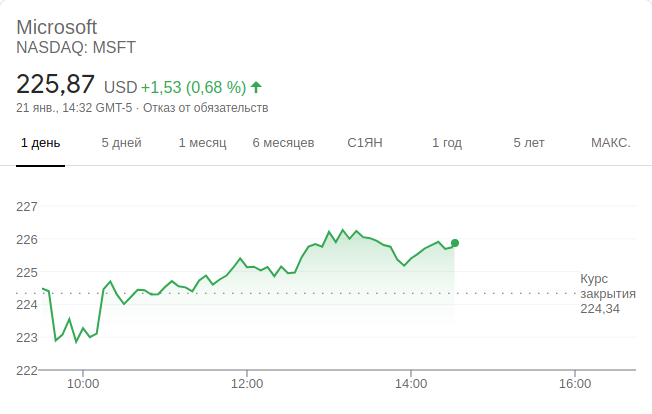 Microsoft
NASDAQ: MSFT
225,87 USD +1,53 (0,68 %)
21 янв., 14:32 GMT-5 · Отказ от обязательств
1 день 5 дней 1 месяц 6 месяцев С1ЯН 1 год 5 лет МАКС.
227
226
225
224
223
222
Курс
закрытия
224,34
10:00 12:00 14:00 16:00